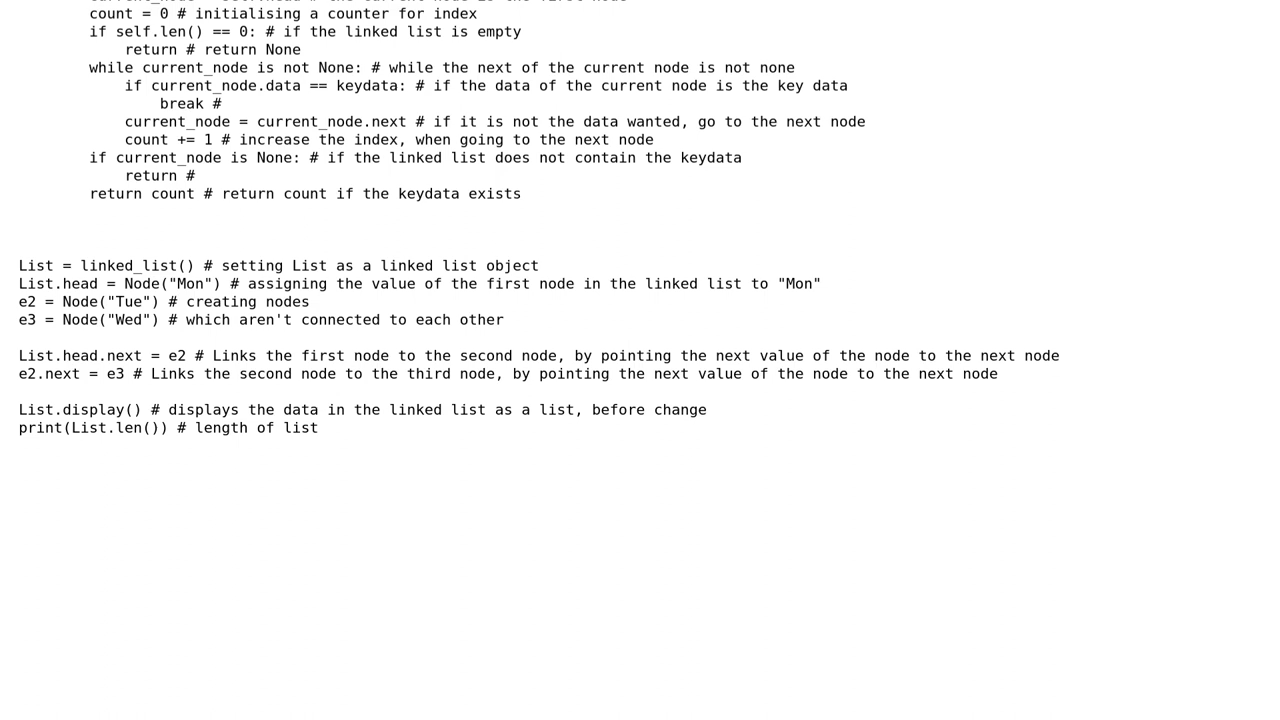 count = 0 # initialising a counter for index
if self.len() == 0: # if the linked list is empty
return # return None
while current_node is not None: # while the next of the current node is not none
if current_node.data == keydata: # if the data of the current node is the key data
break #
current_node = current_node.next # if it is not the data wanted, go to the next node
count += 1 # increase the index, when going to the next node
if current_node is None: # if the linked list does not contain the keydata
return #
return count # return count if the keydata exists
List = linked_list() # setting List as a linked list object
List.head = Node("Mon") # assigning the value of the first node in the linked list to "Mon"
e2 = Node("Tue") # creating nodes
e3 = Node("Wed") # which aren't connected to each other
List.head.next = e2 # Links the first node to the second node, by pointing the next value of the node to the next node
e2.next = e3 # Links the second node to the third node, by pointing the next value of the node to the next node
List.display() # displays the data in the linked list as a list, before change
print(List.len()) # length of list